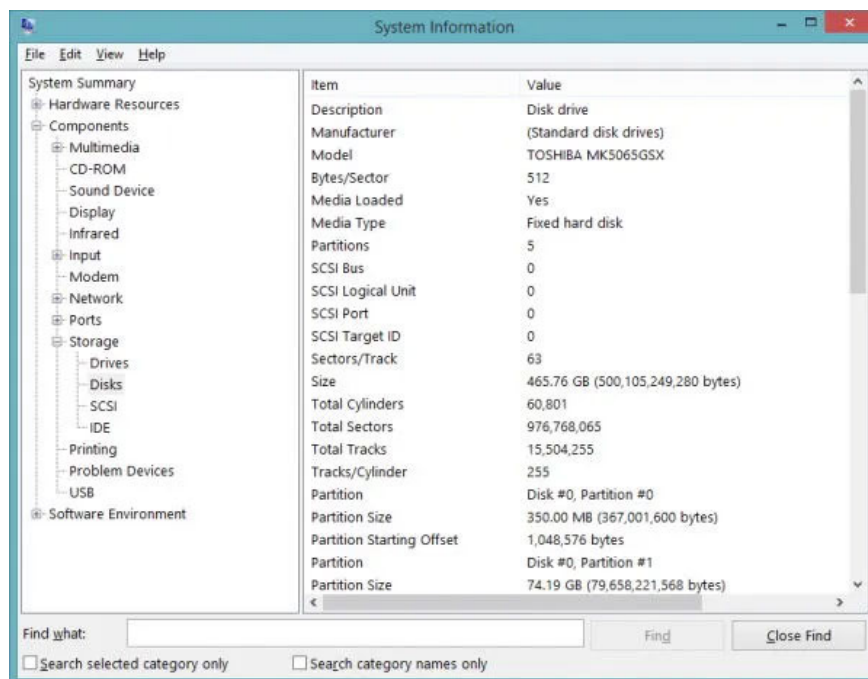 System Information
File Edit View Help
System Summary
Hardware Resources
Components
Multimedia
CD-ROM
Sound Device
Display
Infrared
Input
Modem
Network
Ports
Storage
Drives
Disks
SCSI
IDE
Printing
Problem Devices
USB
Software Environment
Item Value
Description Disk drive
Manufacturer (Standard disk drives)
Model TOSHIBA MK5065GSX
Bytes/Sector 512
Media Loaded Yes
Media Type Fixed hard disk
Partitions 5
SCSI Bus 0
SCSI Logical Unit 0
SCSI Port 0
SCSI Target ID 0
Sectors/Track 63
Size 465.76 GB (500,105,249,280 bytes)
Total Cylinders 60,801
Total Sectors 976,768,065
Total Tracks 15,504,255
Tracks/Cylinder 255
Partition Disk #0, Partition #0
Partition Size 350.00 MB (367,001,600 bytes)
Partition Starting Offset 1,048,576 bytes
Partition Disk #0, Partition #1
Partition Size 74.19 GB (79,658,221,568 bytes)
Find what: Find Close Find
Search selected category only Search category names only